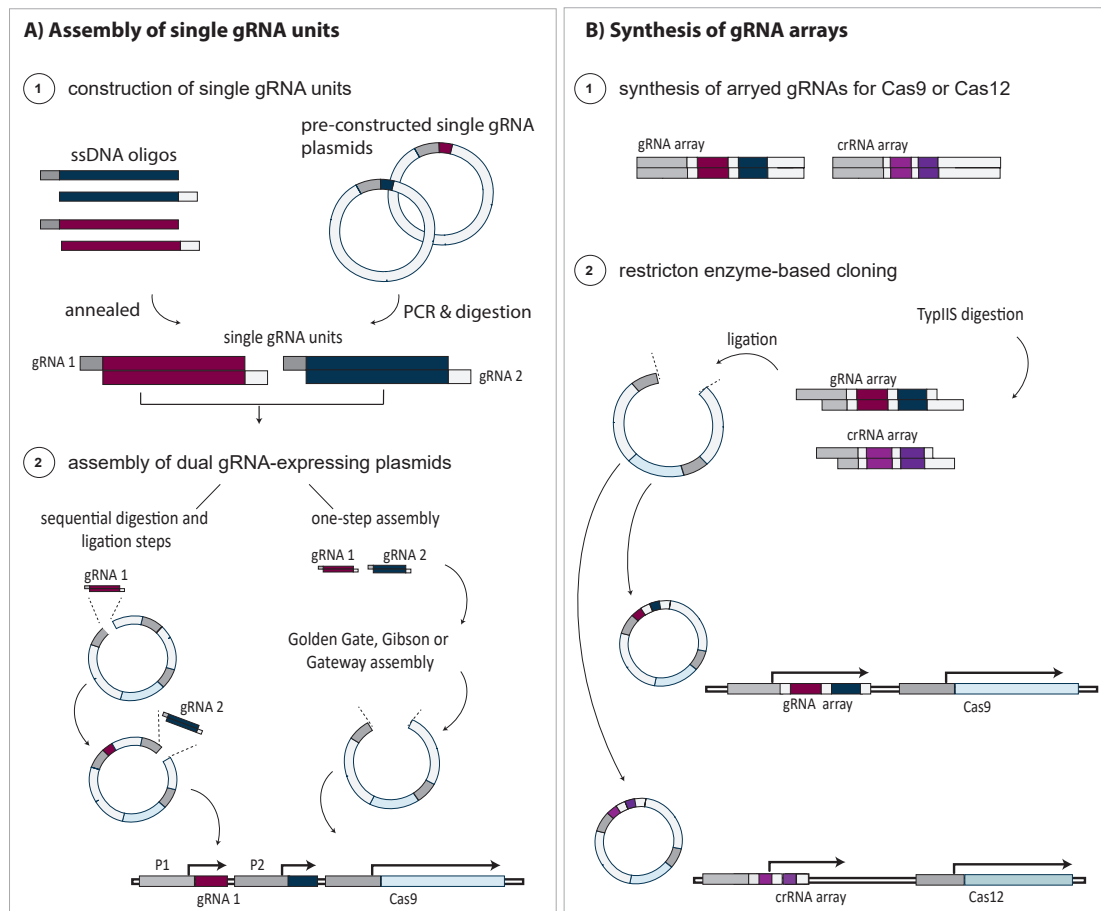 A) Assembly of single gRNA units
1 construction of single gRNA units
ssDNA oligos
pre-constructed single gRNA
plasmids
annealed
PCR & digestion
single gRNA units
gRNA 1
gRNA 2
2 assembly of dual gRNA-expressing plasmids
sequential digestion and
ligation steps
one-step assembly
gRNA 1
gRNA 1
gRNA 2
Golden Gate, Gibson or
Gateway assembly
gRNA 2
P1
P2
gRNA 1
Cas9
B) Synthesis of gRNA arrays
1 synthesis of arryed gRNAs for Cas9 or Cas12
gRNA array
crRNA array
2 restricton enzyme-based cloning
TypIIS digestion
ligation
gRNA array
crRNA array
gRNA array
Cas9
crRNA array
Cas12